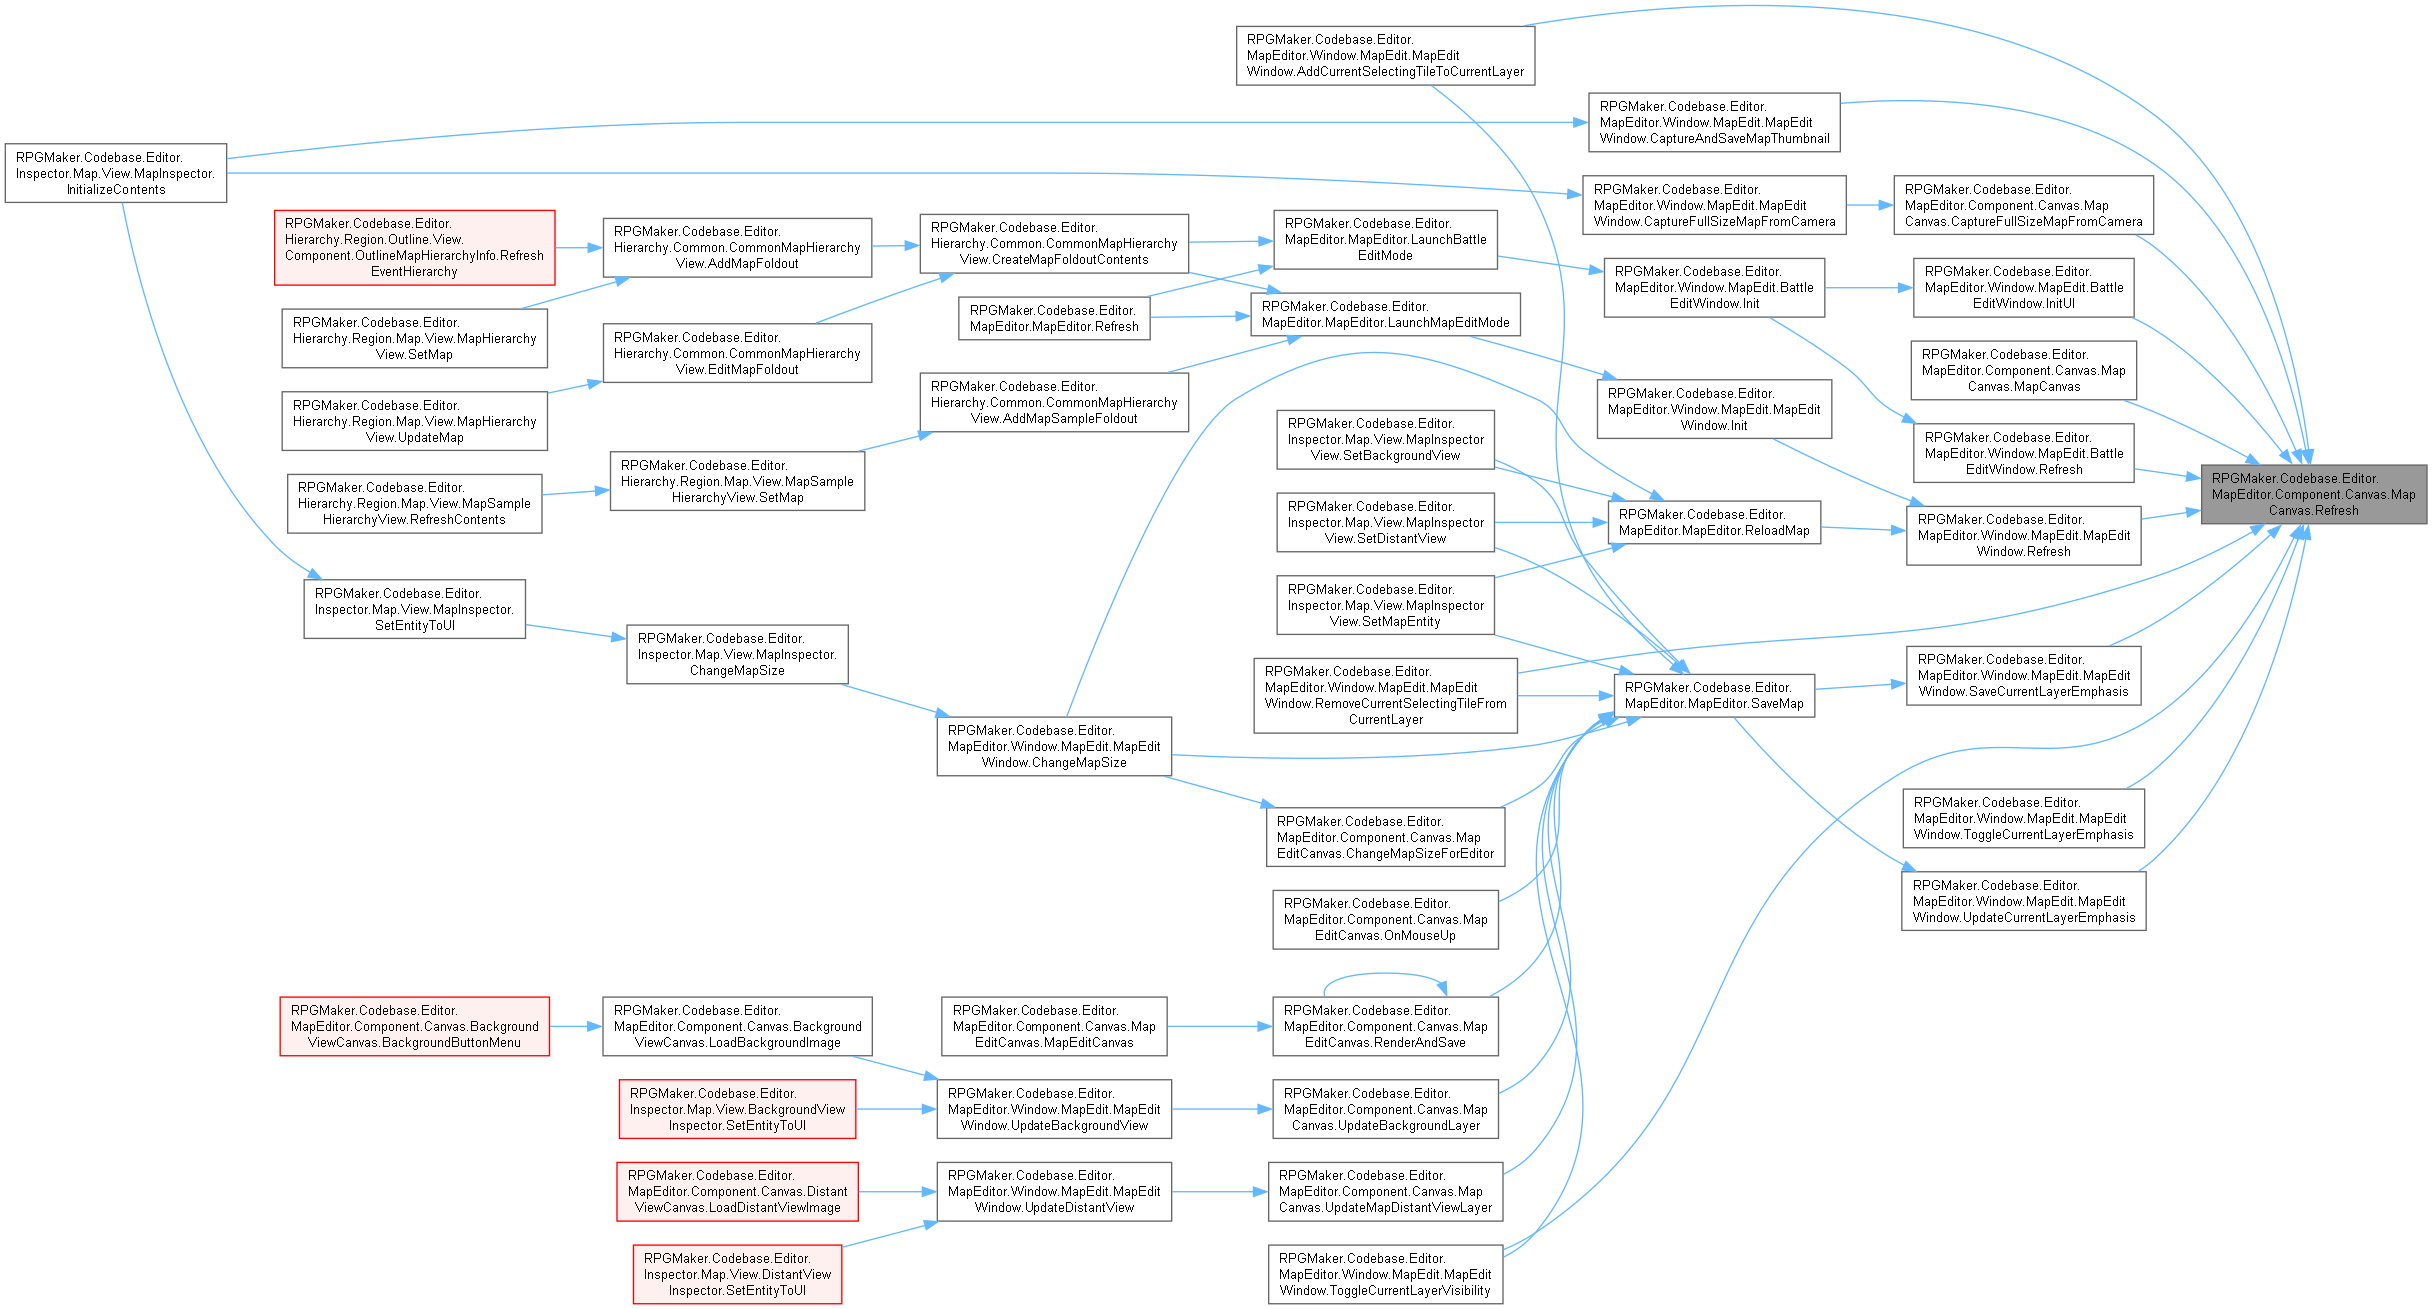 RPGMaker.Codebase.Editor.
MapEditor.Window.MapEdit.MapEdit
Window.AddCurrentSelectingTileToCurrentLayer
RPGMaker.Codebase.Editor.
MapEditor.Window.MapEdit.MapEdit
Window.CaptureAndSaveMapThumbnail
RPGMaker.Codebase.Editor.
Inspector.Map.View.MapInspector.
InitializeContents
RPGMaker.Codebase.Editor.
MapEditor.Window.MapEdit.MapEdit
Window.CaptureFullSizeMapFromCamera
RPGMaker.Codebase.Editor.
MapEditor.Component.Canvas.Map
Canvas.CaptureFullSizeMapFromCamera
RPGMaker.Codebase.Editor.
Hierarchy.Region.Outline.View.
Component.OutlineMapHierarchyInfo.Refresh
EventHierarchy
RPGMaker.Codebase.Editor.
Hierarchy.Common.CommonMapHierarchy
View.AddMapFoldout
RPGMaker.Codebase.Editor.
Hierarchy.Common.CommonMapHierarchy
View.CreateMapFoldoutContents
RPGMaker.Codebase.Editor.
MapEditor.MapEditor.LaunchBattle
EditMode
RPGMaker.Codebase.Editor.
MapEditor.Window.MapEdit.Battle
EditWindow.Init
RPGMaker.Codebase.Editor.
MapEditor.Window.MapEdit.Battle
EditWindow.InitUI
RPGMaker.Codebase.Editor.
Hierarchy.Region.Map.View.MapHierarchy
View.SetMap
RPGMaker.Codebase.Editor.
MapEditor.MapEditor.Refresh
RPGMaker.Codebase.Editor.
MapEditor.MapEditor.LaunchMapEditMode
RPGMaker.Codebase.Editor.
Hierarchy.Common.CommonMapHierarchy
View.EditMapFoldout
RPGMaker.Codebase.Editor.
MapEditor.Component.Canvas.Map
Canvas.MapCanvas
RPGMaker.Codebase.Editor.
Hierarchy.Region.Map.View.MapHierarchy
View.UpdateMap
RPGMaker.Codebase.Editor.
Hierarchy.Common.CommonMapHierarchy
View.AddMapSampleFoldout
RPGMaker.Codebase.Editor.
MapEditor.Window.MapEdit.MapEdit
Window.Init
RPGMaker.Codebase.Editor.
Inspector.Map.View.MapInspector
View.SetBackgroundView
RPGMaker.Codebase.Editor.
MapEditor.Window.MapEdit.Battle
EditWindow.Refresh
RPGMaker.Codebase.Editor.
Hierarchy.Region.Map.View.MapSample
HierarchyView.RefreshContents
RPGMaker.Codebase.Editor.
Hierarchy.Region.Map.View.MapSample
HierarchyView.SetMap
RPGMaker.Codebase.Editor.
MapEditor.Component.Canvas.Map
Canvas.Refresh
RPGMaker.Codebase.Editor.
Inspector.Map.View.MapInspector
View.SetDistantView
RPGMaker.Codebase.Editor.
MapEditor.MapEditor.ReloadMap
RPGMaker.Codebase.Editor.
MapEditor.Window.MapEdit.MapEdit
Window.Refresh
RPGMaker.Codebase.Editor.
Inspector.Map.View.MapInspector.
SetEntityToUI
RPGMaker.Codebase.Editor.
Inspector.Map.View.MapInspector
View.SetMapEntity
RPGMaker.Codebase.Editor.
Inspector.Map.View.MapInspector.
ChangeMapSize
RPGMaker.Codebase.Editor.
MapEditor.Window.MapEdit.MapEdit
Window.RemoveCurrentSelectingTileFrom
CurrentLayer
RPGMaker.Codebase.Editor.
MapEditor.MapEditor.SaveMap
RPGMaker.Codebase.Editor.
MapEditor.Window.MapEdit.MapEdit
Window.SaveCurrentLayerEmphasis
RPGMaker.Codebase.Editor.
MapEditor.Window.MapEdit.MapEdit
Window.ChangeMapSize
RPGMaker.Codebase.Editor.
MapEditor.Component.Canvas.Map
EditCanvas.ChangeMapSizeForEditor
RPGMaker.Codebase.Editor.
MapEditor.Window.MapEdit.MapEdit
Window.ToggleCurrentLayerEmphasis
RPGMaker.Codebase.Editor.
MapEditor.Component.Canvas.Map
EditCanvas.OnMouseUp
RPGMaker.Codebase.Editor.
MapEditor.Window.MapEdit.MapEdit
Window.UpdateCurrentLayerEmphasis
RPGMaker.Codebase.Editor.
MapEditor.Component.Canvas.Background
ViewCanvas.BackgroundButtonMenu
RPGMaker.Codebase.Editor.
MapEditor.Component.Canvas.Background
ViewCanvas.LoadBackgroundImage
RPGMaker.Codebase.Editor.
MapEditor.Component.Canvas.Map
EditCanvas.MapEditCanvas
RPGMaker.Codebase.Editor.
MapEditor.Component.Canvas.Map
EditCanvas.RenderAndSave
RPGMaker.Codebase.Editor.
Inspector.Map.View.BackgroundView
Inspector.SetEntityToUI
RPGMaker.Codebase.Editor.
MapEditor.Window.MapEdit.MapEdit
Window.UpdateBackgroundView
RPGMaker.Codebase.Editor.
MapEditor.Component.Canvas.Map
Canvas.UpdateBackgroundLayer
RPGMaker.Codebase.Editor.
MapEditor.Component.Canvas.Distant
ViewCanvas.LoadDistantViewImage
RPGMaker.Codebase.Editor.
MapEditor.Window.MapEdit.MapEdit
Window.UpdateDistantView
RPGMaker.Codebase.Editor.
MapEditor.Component.Canvas.Map
Canvas.UpdateMapDistantViewLayer
RPGMaker.Codebase.Editor.
Inspector.Map.View.DistantView
Inspector.SetEntityToUI
RPGMaker.Codebase.Editor.
MapEditor.Window.MapEdit.MapEdit
Window.ToggleCurrentLayerVisibility